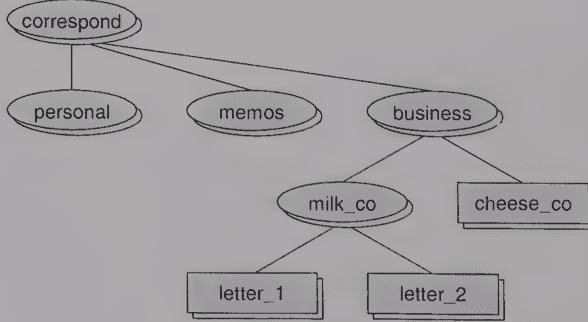 correspond
personal
memos
business
milk_co
cheese_co
letter_1
letter_2